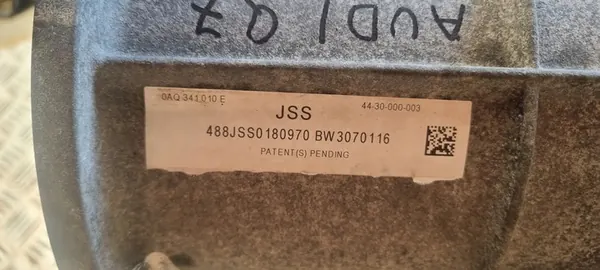 AUDI Q7
0AQ 341 010 E
44-30-000-003
JSS
488JSS0180970 BW3070116
PATENT(S) PENDING